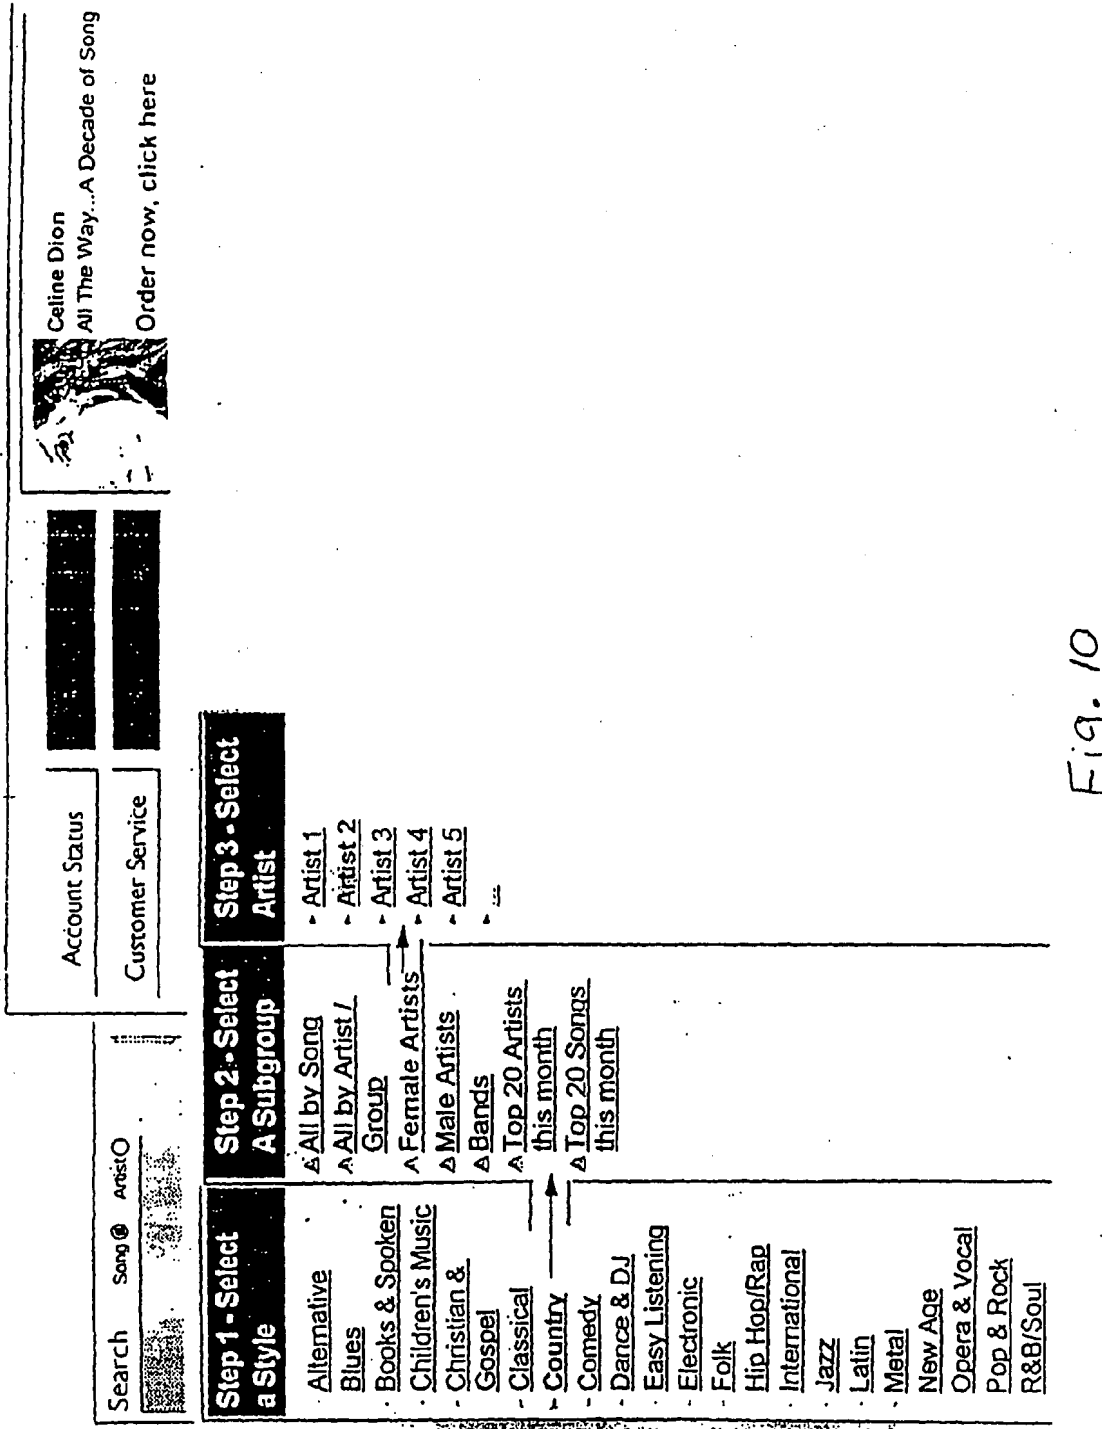 Search Song Artist
Account Status
Customer Service
Celine Dion
All The Way...A Decade of Song
Order now, click here
Step 1 - Select
a Style
Alternative
Blues
Books & Spoken
Children's Music
Christian &
Gospel
Classical
Country
Comedy
Dance & DJ
Easy Listening
Electronic
Folk
Hip Hop/Rap
International
Jazz
Latin
Metal
New Age
Opera & Vocal
Pop & Rock
R&B/Soul
Step 2 - Select
A Subgroup
All by Song
All by Artist /
Group
Female Artists
Male Artists
Bands
Top 20 Artists
this month
Top 20 Songs
this month
Step 3 - Select
Artist
Artist 1
Artist 2
Artist 3
Artist 4
Artist 5
...
Fig. 10